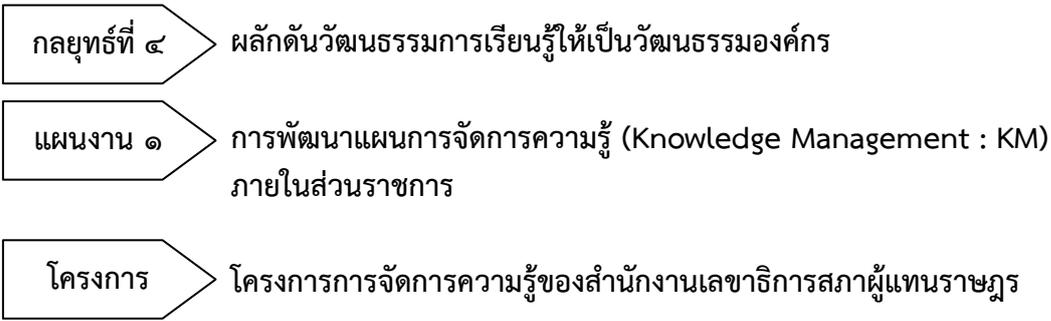 กลยุทธ์ที่ ๔ ผลักดันวัฒนธรรมการเรียนรู้ให้เป็นวัฒนธรรมองค์กร
แผนงาน ๑ การพัฒนาแผนการจัดการความรู้ (Knowledge Management : KM)
ภายในส่วนราชการ
โครงการ โครงการการจัดการความรู้ของสำนักงานเลขาธิการสภาผู้แทนราษฎร